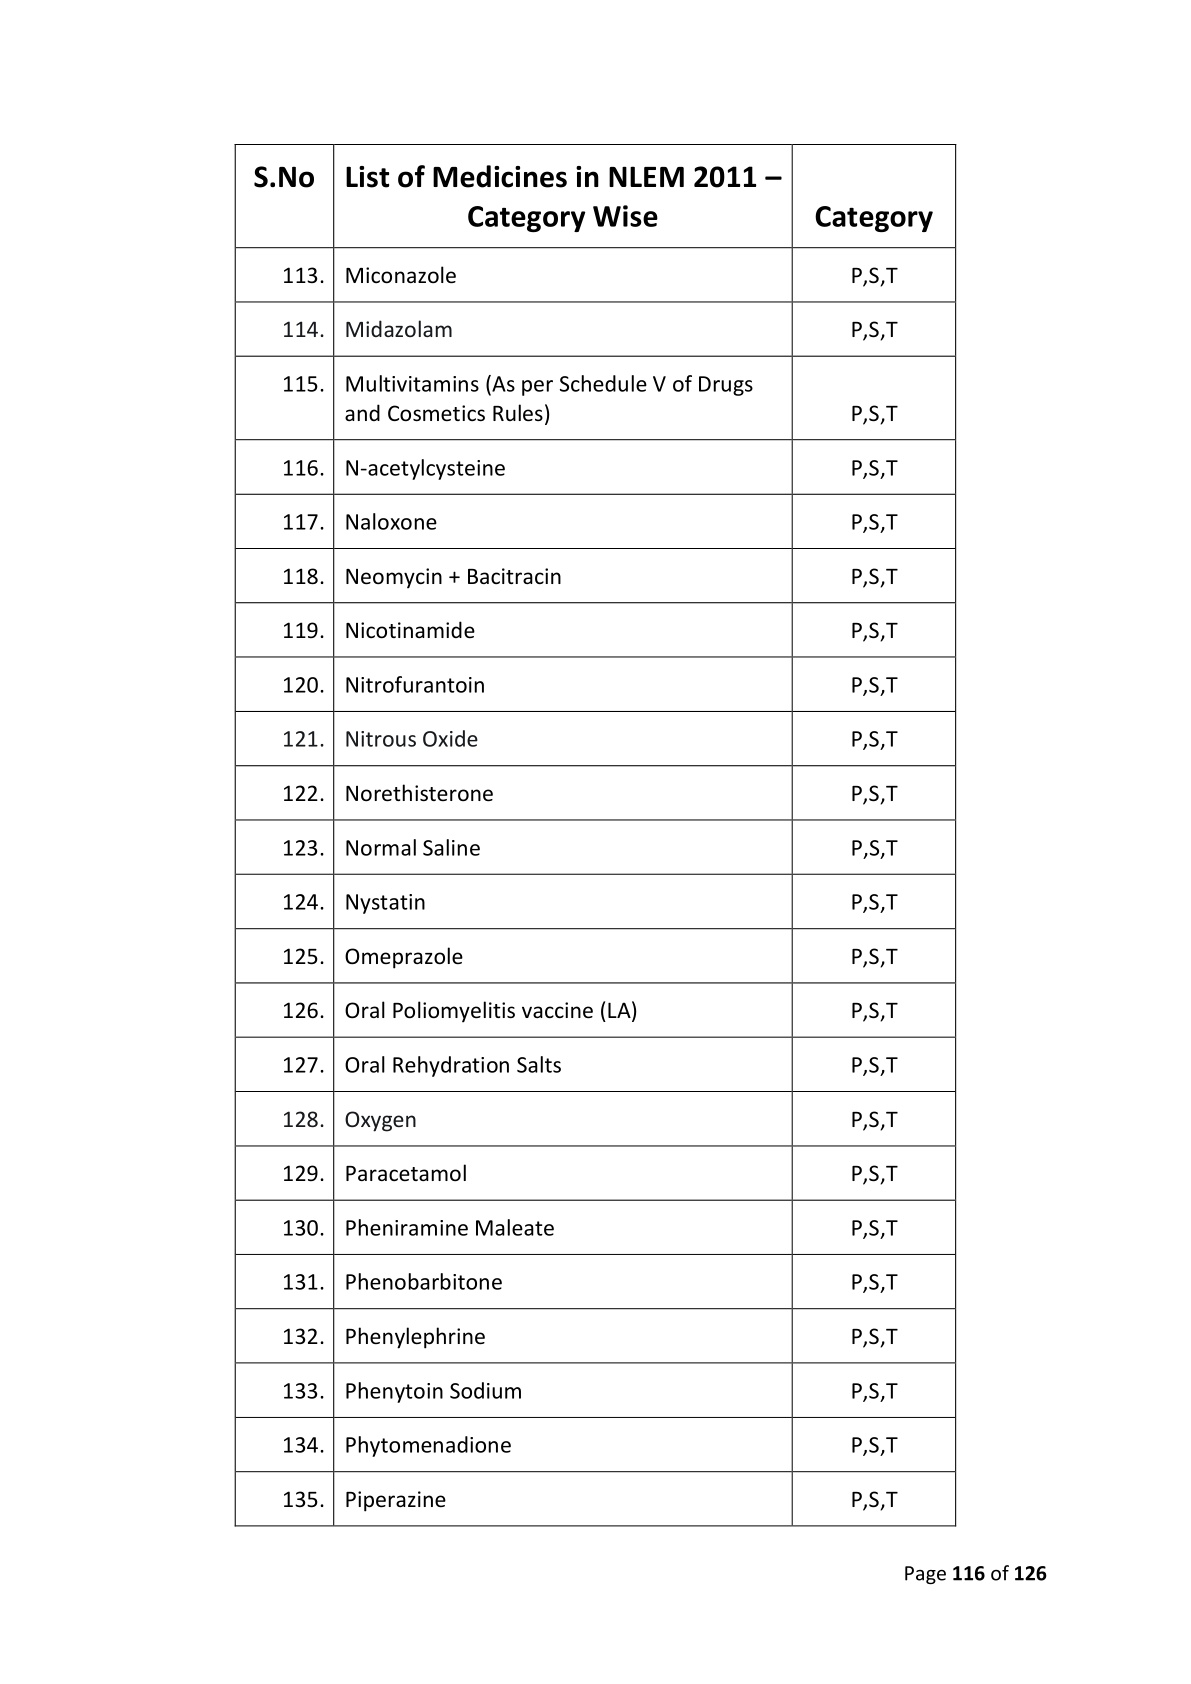 S.No List of Medicines in NLEM 2011 –
Category Wise Category
113. Miconazole P,S,T
114. Midazolam P,S,T
115. Multivitamins (As per Schedule V of Drugs
and Cosmetics Rules) P,S,T
116. N-acetylcysteine P,S,T
117. Naloxone P,S,T
118. Neomycin + Bacitracin P,S,T
119. Nicotinamide P,S,T
120. Nitrofurantoin P,S,T
121. Nitrous Oxide P,S,T
122. Norethisterone P,S,T
123. Normal Saline P,S,T
124. Nystatin P,S,T
125. Omeprazole P,S,T
126. Oral Poliomyelitis vaccine (LA) P,S,T
127. Oral Rehydration Salts P,S,T
128. Oxygen P,S,T
129. Paracetamol P,S,T
130. Pheniramine Maleate P,S,T
131. Phenobarbitone P,S,T
132. Phenylephrine P,S,T
133. Phenytoin Sodium P,S,T
134. Phytomenadione P,S,T
135. Piperazine P,S,T
Page 116 of 126